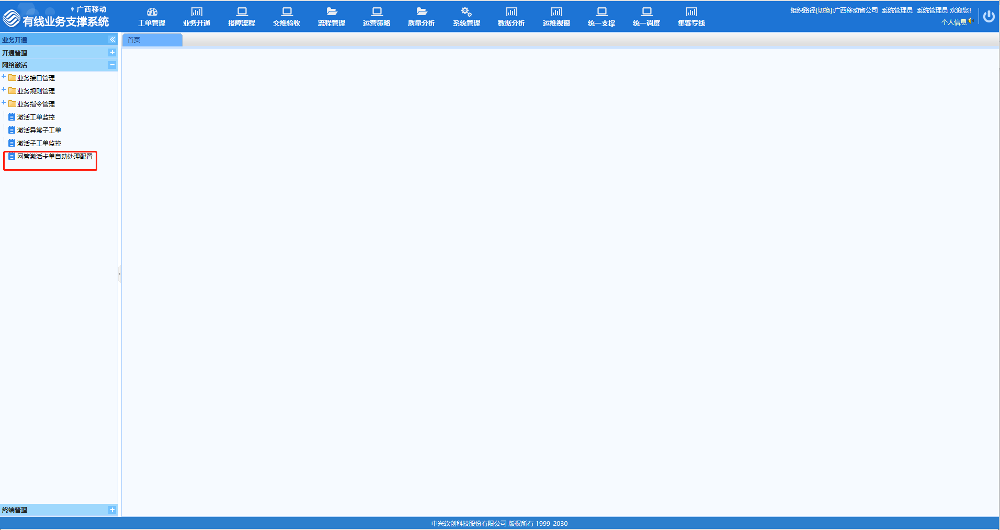 广西移动
有线业务支撑系统
工单管理 业务开通 报障流程 交维验收 流程管理 运营策略 质量分析 系统管理 数据分析 运维视窗 统一支撑 统一调度 集客专线
组织路径[切换]:广西移动省公司 系统管理员 系统管理员 欢迎您!
个人信息
业务开通
首页
开通管理
网络激活
业务接口管理
业务规则管理
业务指令管理
激活工单监控
激活异常子工单
激活子工单监控
网管激活卡单自动处理配置
终端管理
中兴软创科技股份有限公司 版权所有 1999-2030